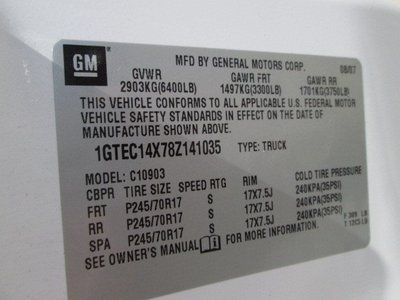 GM
MFD BY GENERAL MOTORS CORP. 08/07
GVWR GAWR FRT GAWR RR
2903KG(6400LB) 1497KG(3300LB) 1701KG(3750LB)
THIS VEHICLE CONFORMS TO ALL APPLICABLE U.S. FEDERAL MOTOR
VEHICLE SAFETY STANDARDS IN EFFECT ON THE DATE OF
MANUFACTURE SHOWN ABOVE.
1GTEC14X78Z141035 TYPE: TRUCK
MODEL: C10903
CBPR TIRE SIZE SPEED RTG RIM COLD TIRE PRESSURE
FRT P245/70R17 S 17X7.5J 240KPA(35PSI)
RR P245/70R17 S 17X7.5J 240KPA(35PSI)
SPA P245/70R17 S 17X7.5J 240KPA(35PSI)
SEE OWNER'S MANUAL FOR MORE INFORMATION.